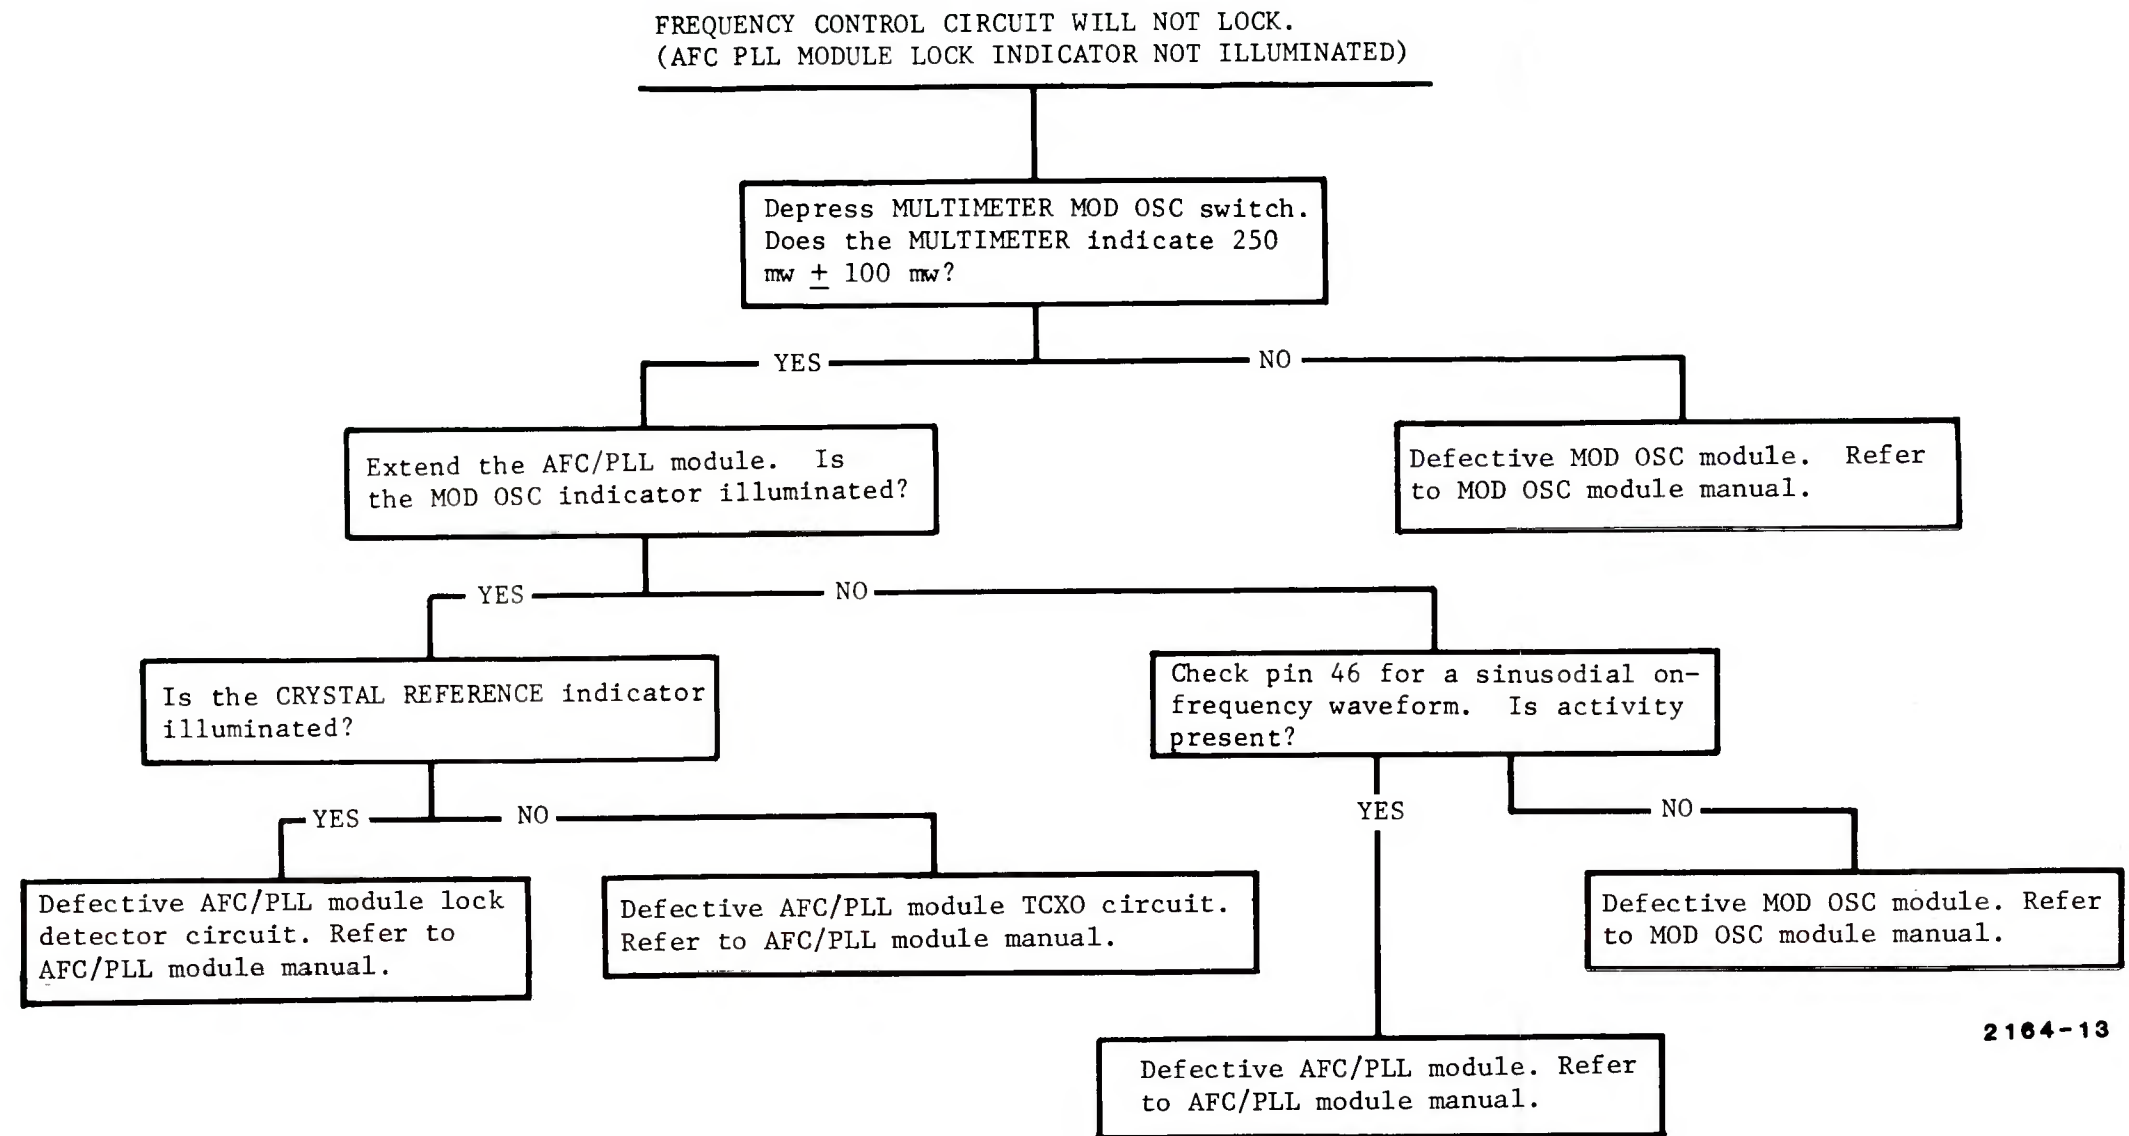 FREQUENCY CONTROL CIRCUIT WILL NOT LOCK.
(AFC PLL MODULE LOCK INDICATOR NOT ILLUMINATED)
Depress MULTIMETER MOD OSC switch.
Does the MULTIMETER indicate 250
mw ± 100 mw?
YES
NO
Extend the AFC/PLL module. Is
the MOD OSC indicator illuminated?
Defective MOD OSC module. Refer
to MOD OSC module manual.
YES
NO
Is the CRYSTAL REFERENCE indicator
illuminated?
Check pin 46 for a sinusodial on-
frequency waveform. Is activity
present?
YES
NO
YES
NO
Defective AFC/PLL module lock
detector circuit. Refer to
AFC/PLL module manual.
Defective AFC/PLL module TCXO circuit.
Refer to AFC/PLL module manual.
Defective MOD OSC module. Refer
to MOD OSC module manual.
Defective AFC/PLL module. Refer
to AFC/PLL module manual.
2164-13